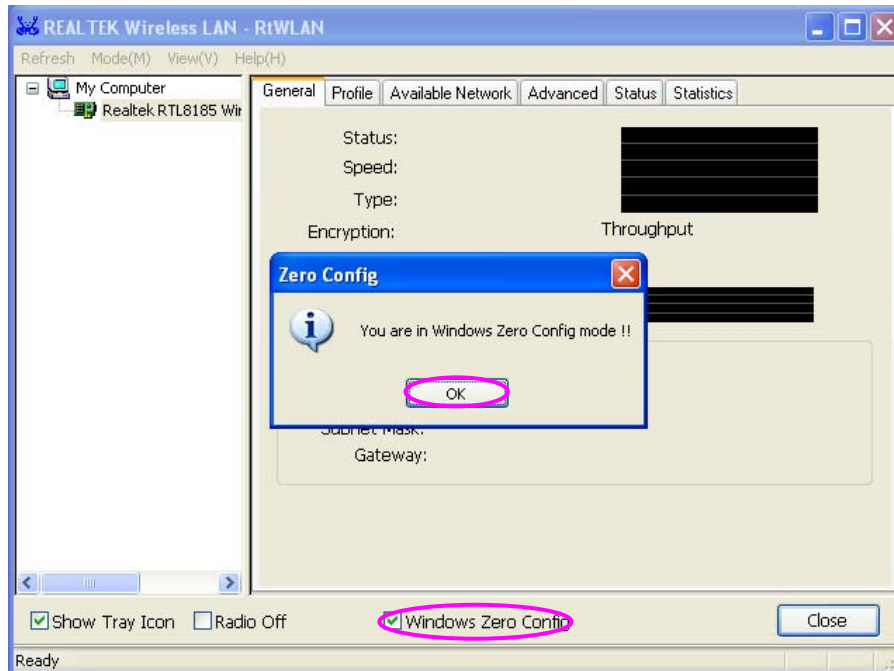 REALTEK Wireless LAN - RtWLAN
Refresh Mode(M) View(V) Help(H)
My Computer
Realtek RTL8185 Wir
General Profile Available Network Advanced Status Statistics
Status:
Speed:
Type:
Encryption:
Throughput
Zero Config
You are in Windows Zero Config mode !!
OK
Subnet Mask:
Gateway:
Show Tray Icon Radio Off Windows Zero Config Close
Ready